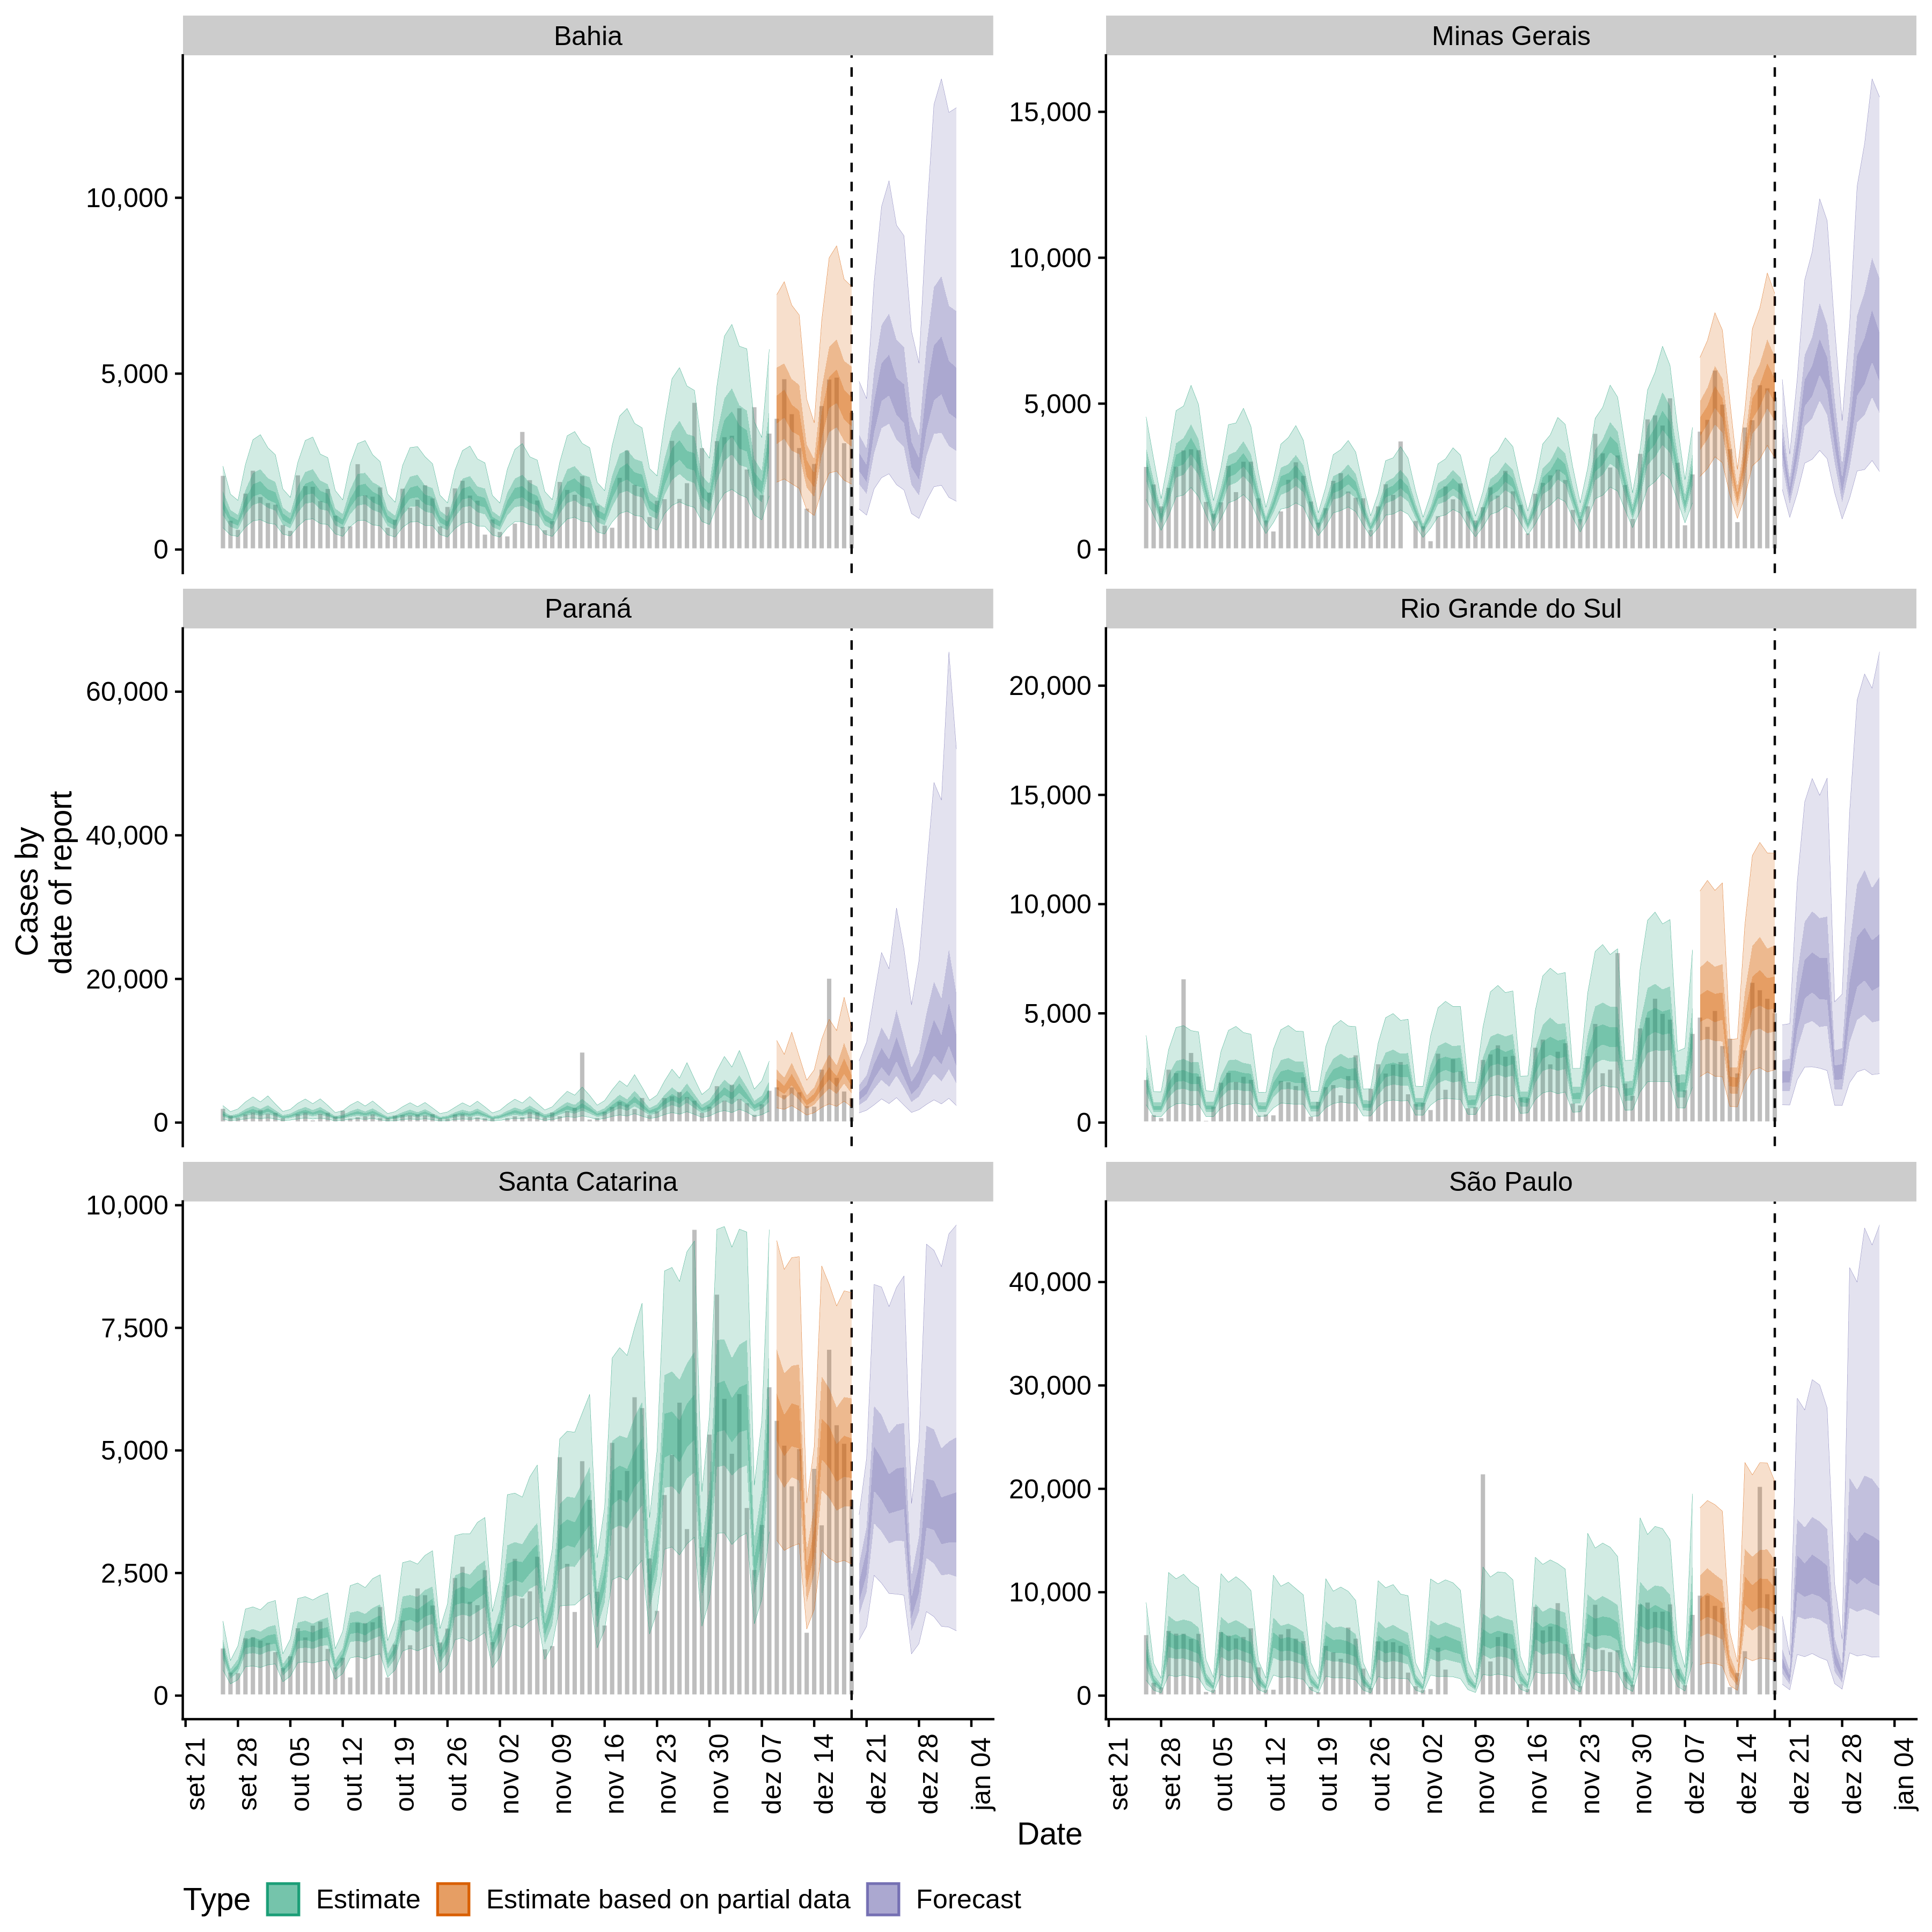 Bahia
Minas Gerais
10,000
5,000
0
15,000
10,000
5,000
0
Paraná
Rio Grande do Sul
60,000
40,000
20,000
0
20,000
15,000
10,000
5,000
0
Cases by
date of report
Santa Catarina
São Paulo
10,000
7,500
5,000
2,500
0
40,000
30,000
20,000
10,000
0
set 21
set 28
out 05
out 12
out 19
out 26
nov 02
nov 09
nov 16
nov 23
nov 30
dez 07
dez 14
dez 21
dez 28
jan 04
set 21
set 28
out 05
out 12
out 19
out 26
nov 02
nov 09
nov 16
nov 23
nov 30
dez 07
dez 14
dez 21
dez 28
jan 04
Date
Type Estimate Estimate based on partial data Forecast